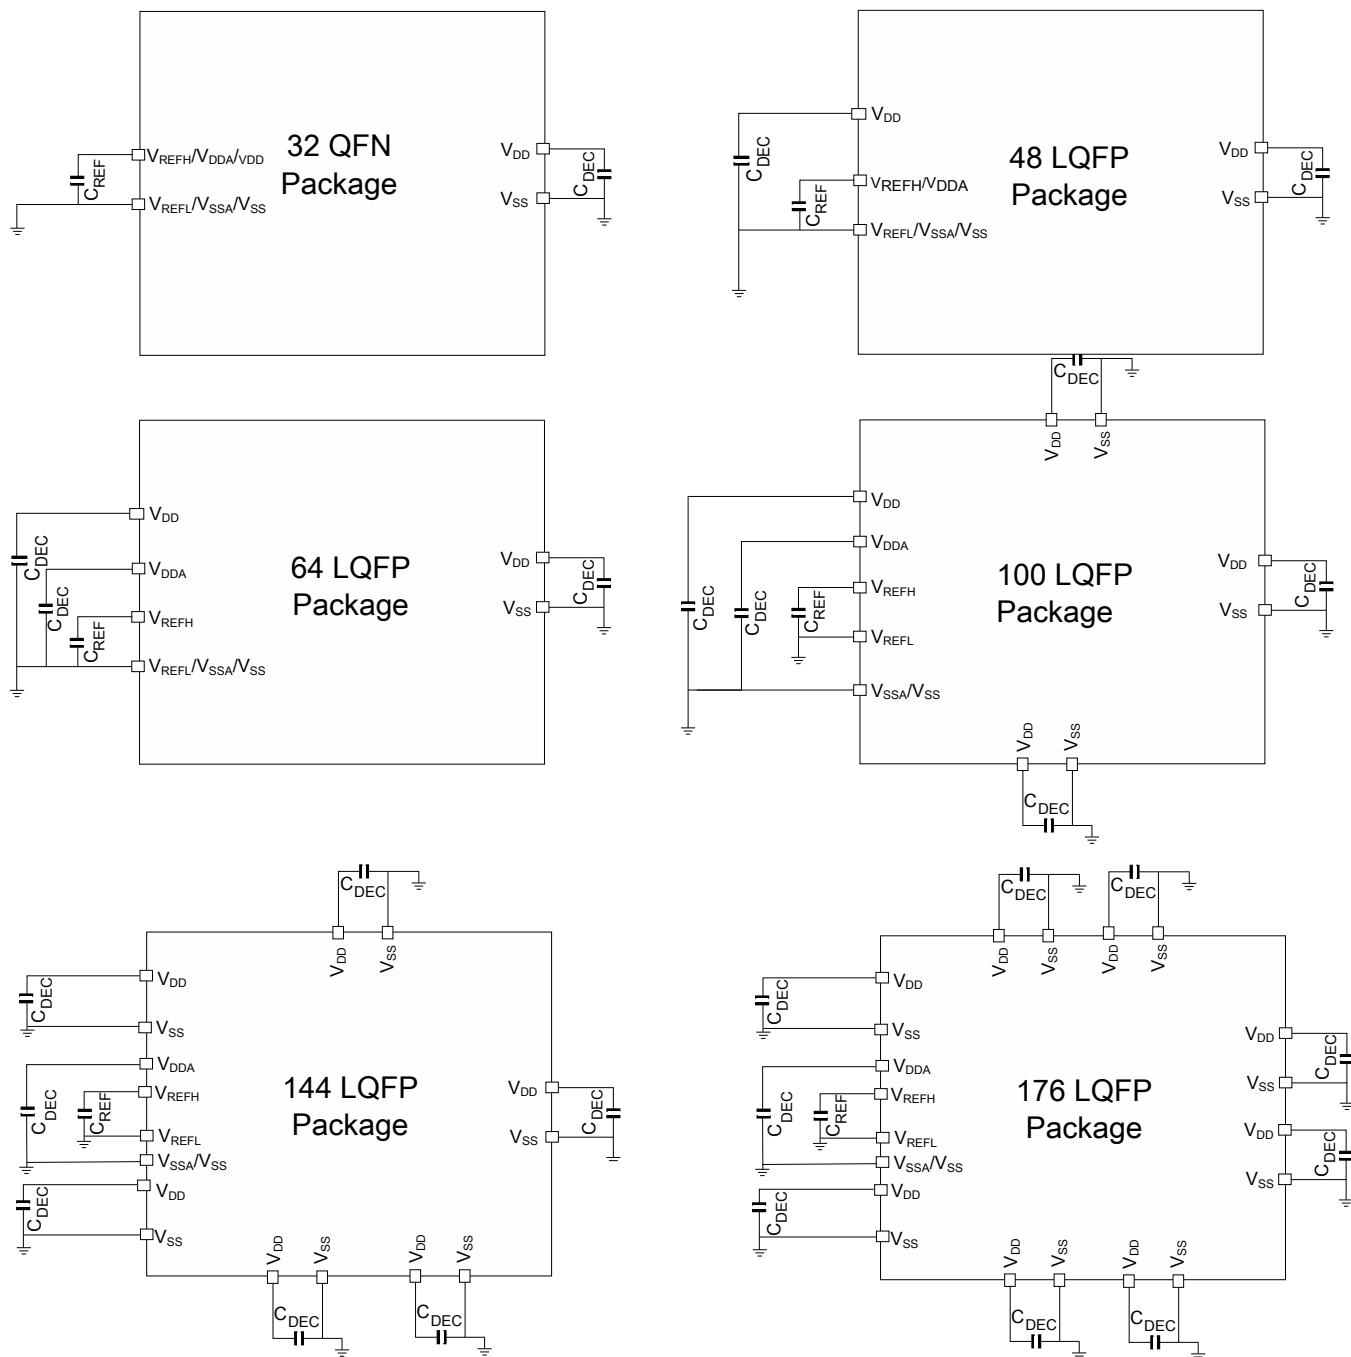 32 QFN
Package
VREFH/VDDA/VDD
CREF
VREFL/VSSA/VSS
VDD
CDEC
VSS
48 LQFP
Package
VDD
CDEC
VREFH/VDDA
CREF
VREFL/VSSA/VSS
VDD
CDEC
VSS
64 LQFP
Package
VDD
CDEC
VDDA
CDEC
VREFH
CREF
VREFL/VSSA/VSS
VDD
CDEC
VSS
100 LQFP
Package
CDEC
VDD
VSS
VDD
CDEC
VDDA
CDEC
VREFH
CREF
VREFL
VSSA/VSS
VDD
CDEC
VSS
VDD
VSS
CDEC
144 LQFP
Package
CDEC
VDD
VSS
VDD
CDEC
VSS
VDDA
CDEC
VREFH
CREF
VREFL
VSSA/VSS
VDD
CDEC
VSS
VDD
CDEC
VSS
VDD
VSS
VDD
VSS
CDEC
CDEC
176 LQFP
Package
CDEC
CDEC
VDD
VSS
VDD
VSS
VDD
CDEC
VSS
VDDA
CDEC
VREFH
CREF
VREFL
VSSA/VSS
VDD
CDEC
VSS
VDD
CDEC
VSS
VDD
CDEC
VSS
VDD
VSS
VDD
VSS
CDEC
CDEC